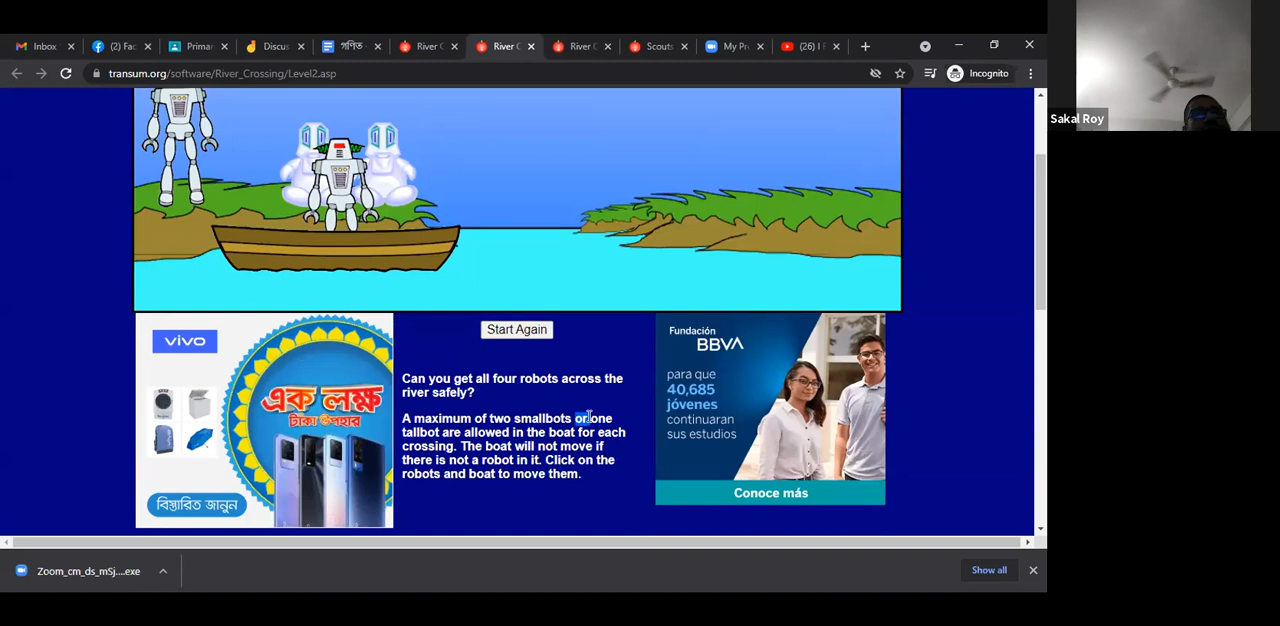 Inbox
(2) Fac
Primar
Discus
গণিত
River C
River C
River C
Scouts
My Pr
(26) I F
transum.org/software/River_Crossing/Level2.asp
Incognito
Sakal Roy
vivo
এক লক্ষ
টাকা উপহার
বিস্তারিত জানুন
Start Again
Can you get all four robots across the
river safely?
A maximum of two smallbots or one
tallbot are allowed in the boat for each
crossing. The boat will not move if
there is not a robot in it. Click on the
robots and boat to move them.
Fundación
BBVA
para que
40,685
jóvenes
continuaran
sus estudios
Conoce más
Zoom_cm_ds_mSj....exe
Show all